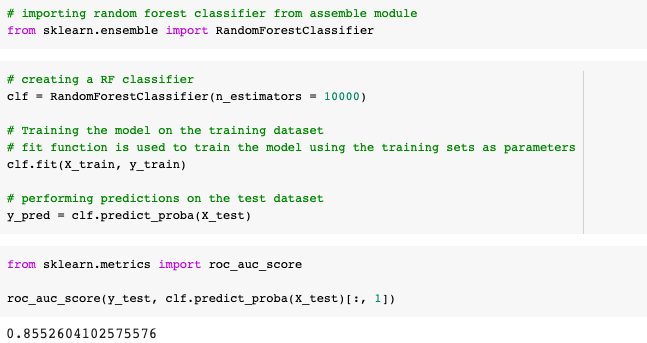 # importing random forest classifier from assemble module
from sklearn.ensemble import RandomForestClassifier
# creating a RF classifier
clf = RandomForestClassifier(n_estimators = 10000)
# Training the model on the training dataset
# fit function is used to train the model using the training sets as parameters
clf.fit(X_train, y_train)
# performing predictions on the test dataset
y_pred = clf.predict_proba(X_test)
from sklearn.metrics import roc_auc_score
roc_auc_score(y_test, clf.predict_proba(X_test)[:, 1])
0.8552604102575576